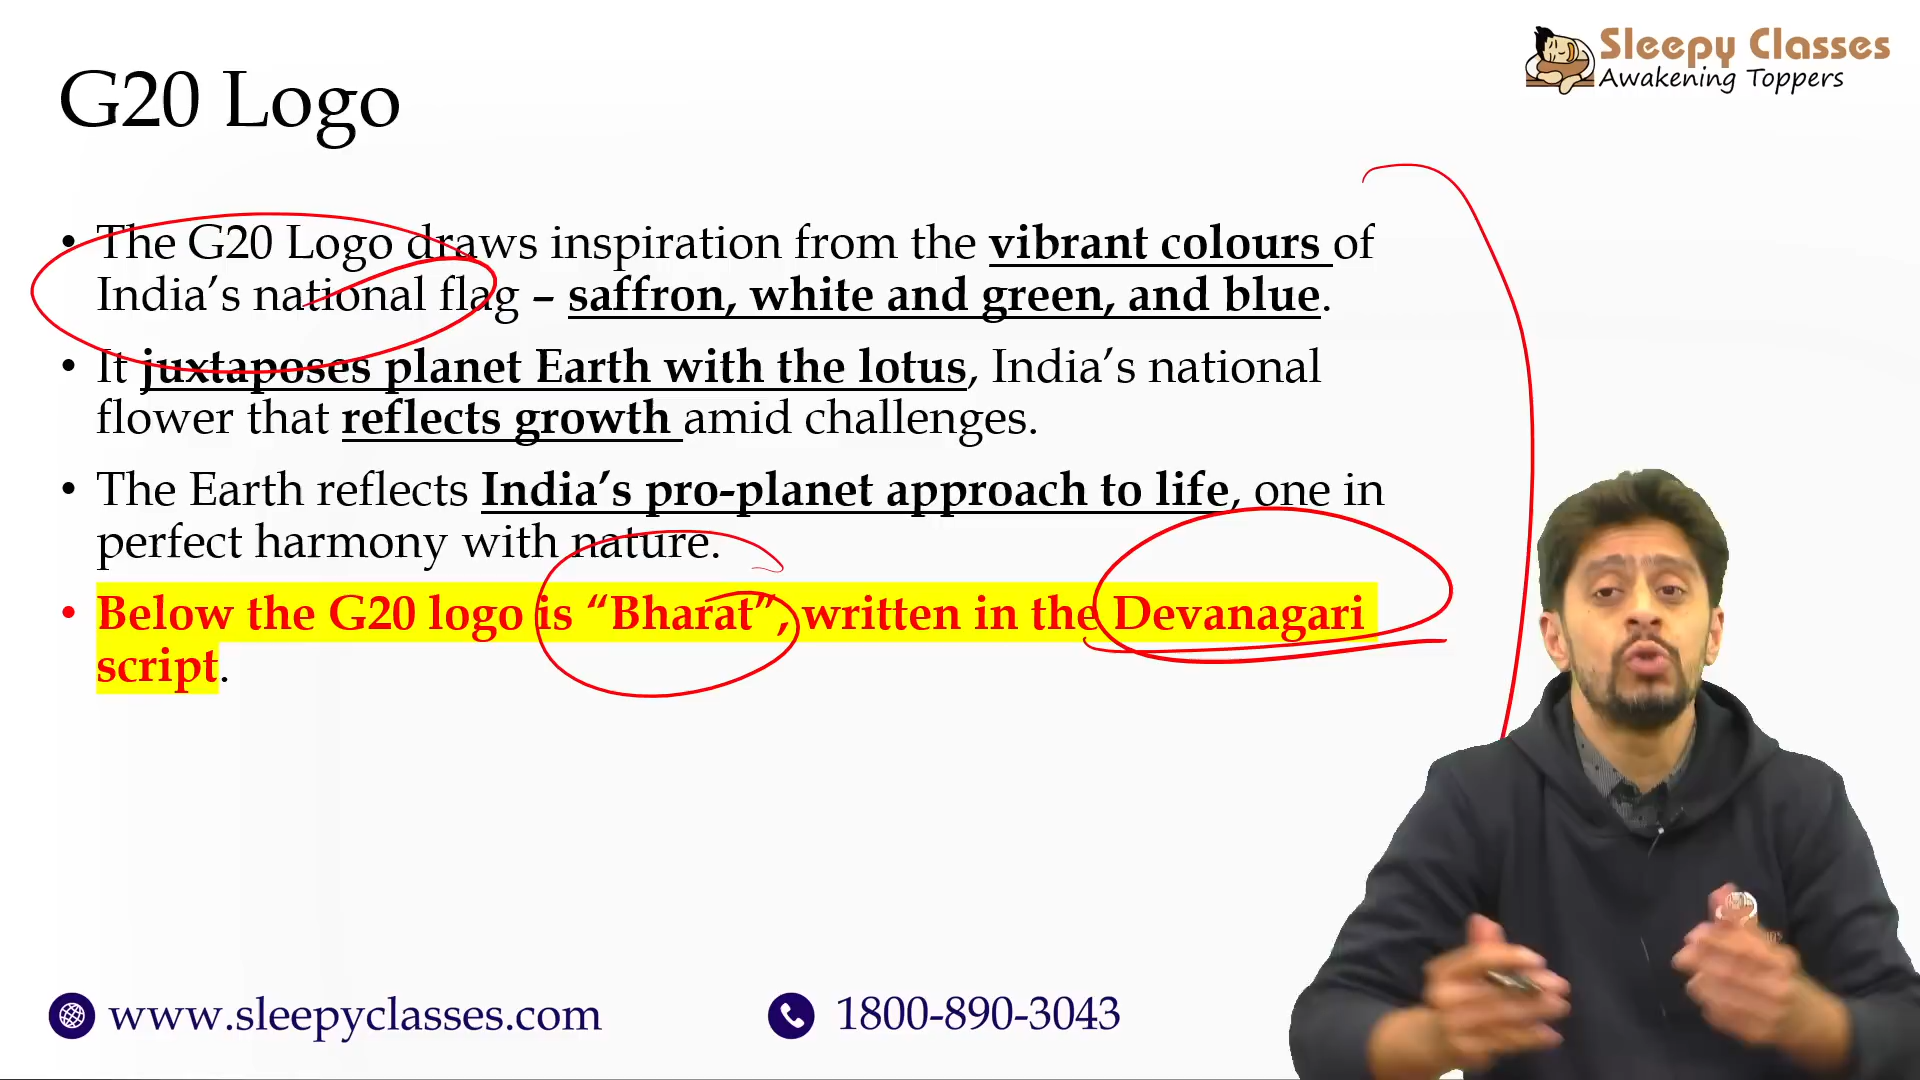 Sleepy Classes
Awakening Toppers
G20 Logo
• The G20 Logo draws inspiration from the vibrant colours of
India’s national flag – saffron, white and green, and blue.
• It juxtaposes planet Earth with the lotus, India’s national
flower that reflects growth amid challenges.
• The Earth reflects India’s pro-planet approach to life, one in
perfect harmony with nature.
• Below the G20 logo is “Bharat”, written in the Devanagari
script.
www.sleepyclasses.com
1800-890-3043